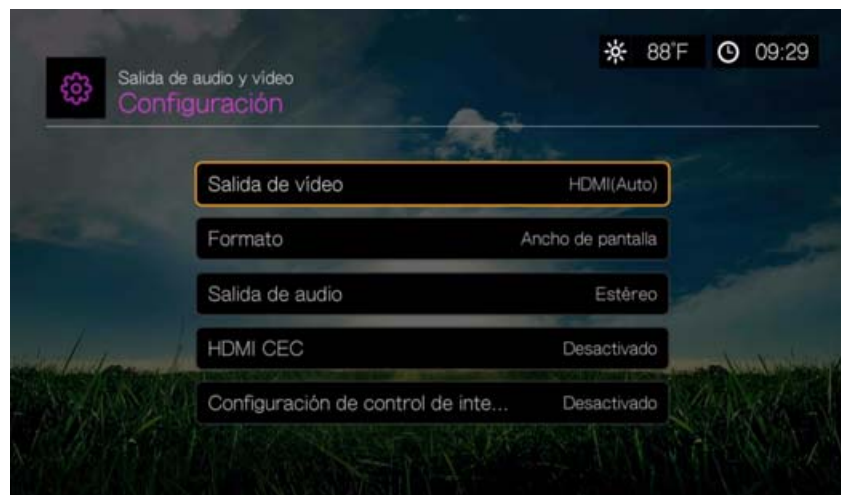 88°F 09:29
Salida de audio y vídeo
Configuración
Salida de vídeo HDMI(Auto)
Formato Ancho de pantalla
Salida de audio Estéreo
HDMI CEC Desactivado
Configuración de control de inte... Desactivado